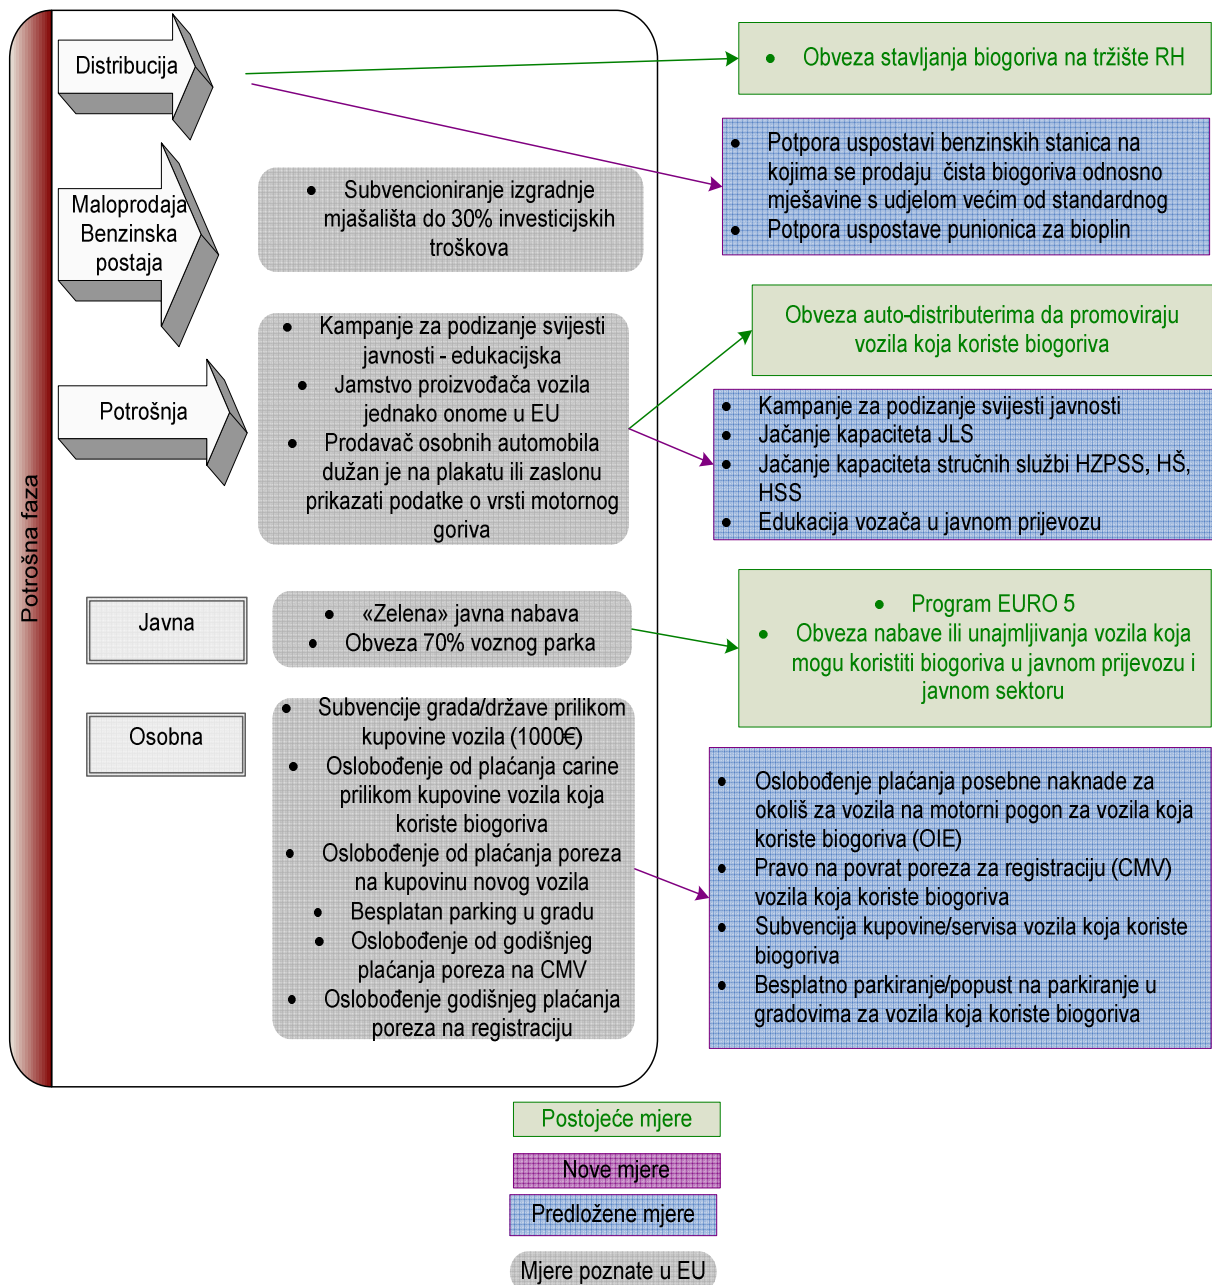 Potrošna faza
Distribucija
Maloprodaja
Benzinska
postaja
Potrošnja
Javna
Osobna
• Subvencioniranje izgradnje
mjašališta do 30% investicijskih
troškova
• Kampanje za podizanje svijesti
javnosti - edukacijska
• Jamstvo proizvođača vozila
jednako onome u EU
• Prodavač osobnih automobila
dužan je na plakatu ili zaslonu
prikazati podatke o vrsti motornog
goriva
• «Zelena» javna nabava
• Obveza 70% voznog parka
• Subvencije grada/države prilikom
kupovine vozila (1000€)
• Oslobođenje od plaćanja carine
prilikom kupovine vozila koja
koriste biogoriva
• Oslobođenje od plaćanja poreza
na kupovinu novog vozila
• Besplatan parking u gradu
• Oslobođenje od godišnjeg
plaćanja poreza na CMV
• Oslobođenje godišnjeg plaćanja
poreza na registraciju
• Obveza stavljanja biogoriva na tržište RH
• Potpora uspostavi benzinskih stanica na
kojima se prodaju čista biogoriva odnosno
mješavine s udjelom većim od standardnog
• Potpora uspostave punionica za bioplin
Obveza auto-distributerima da promoviraju
vozila koja koriste biogoriva
• Kampanje za podizanje svijesti javnosti
• Jačanje kapaciteta JLS
• Jačanje kapaciteta stručnih službi HZPSS, HŠ,
HSS
• Edukacija vozača u javnom prijevozu
• Program EURO 5
• Obveza nabave ili unajmljivanja vozila koja
mogu koristiti biogoriva u javnom prijevozu i
javnom sektoru
• Oslobođenje plaćanja posebne naknade za
okoliš za vozila na motorni pogon za vozila koja
koriste biogoriva (OIE)
• Pravo na povrat poreza za registraciju (CMV)
vozila koja koriste biogoriva
• Subvencija kupovine/servisa vozila koja koriste
biogoriva
• Besplatno parkiranje/popust na parkiranje u
gradovima za vozila koja koriste biogoriva
Postojeće mjere
Nove mjere
Predložene mjere
Mjere poznate u EU